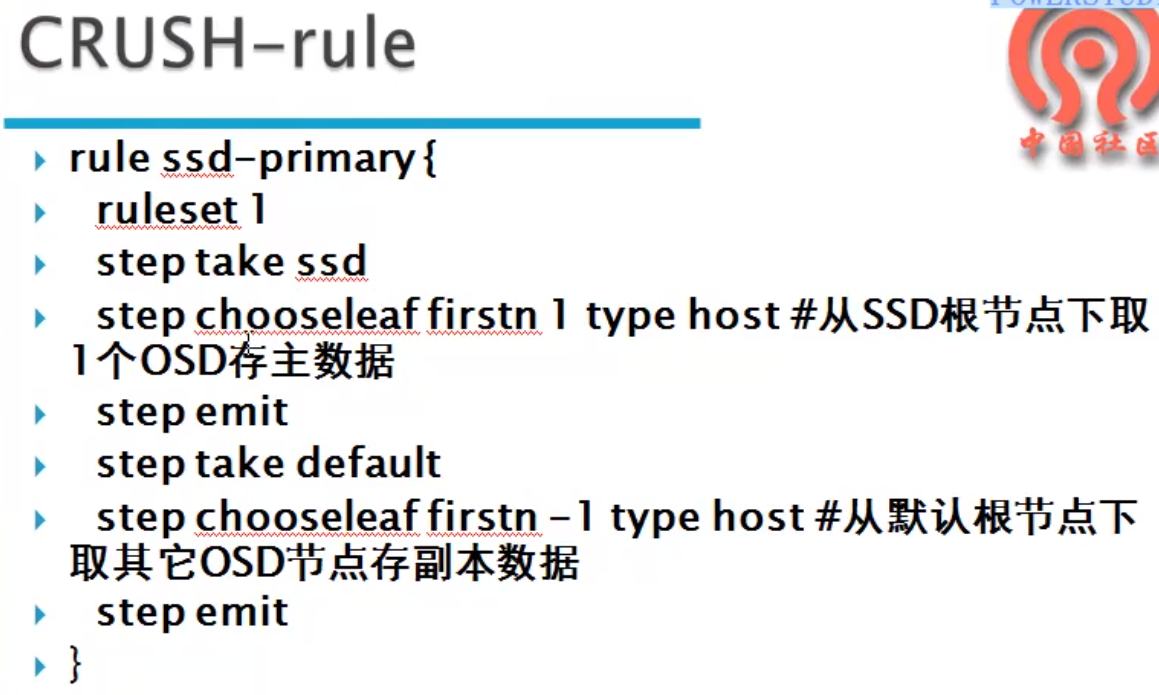 CRUSH-rule
中国社区
rule ssd-primary{
ruleset 1
step take ssd
step chooseleaf firstn 1 type host #从SSD根节点下取
1个OSD存主数据
step emit
step take default
step chooseleaf firstn -1 type host #从默认根节点下
取其它OSD节点存副本数据
step emit
}